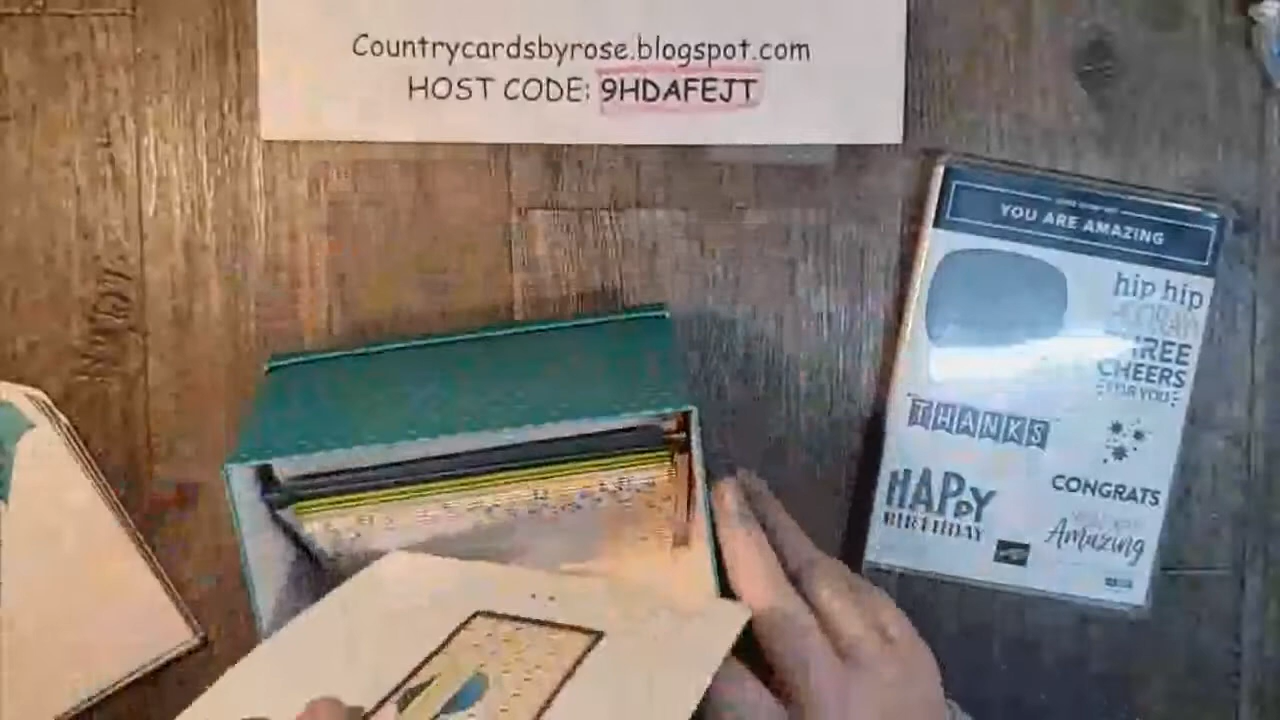 Countrycardsbyrose.blogspot.com
HOST CODE: 9HDAFEJT
YOU ARE AMAZING
hip hip
HOORAY
THREE
CHEERS
FOR YOU
THANKS
CONGRATS
HAPPY
BIRTHDAY
Amazing